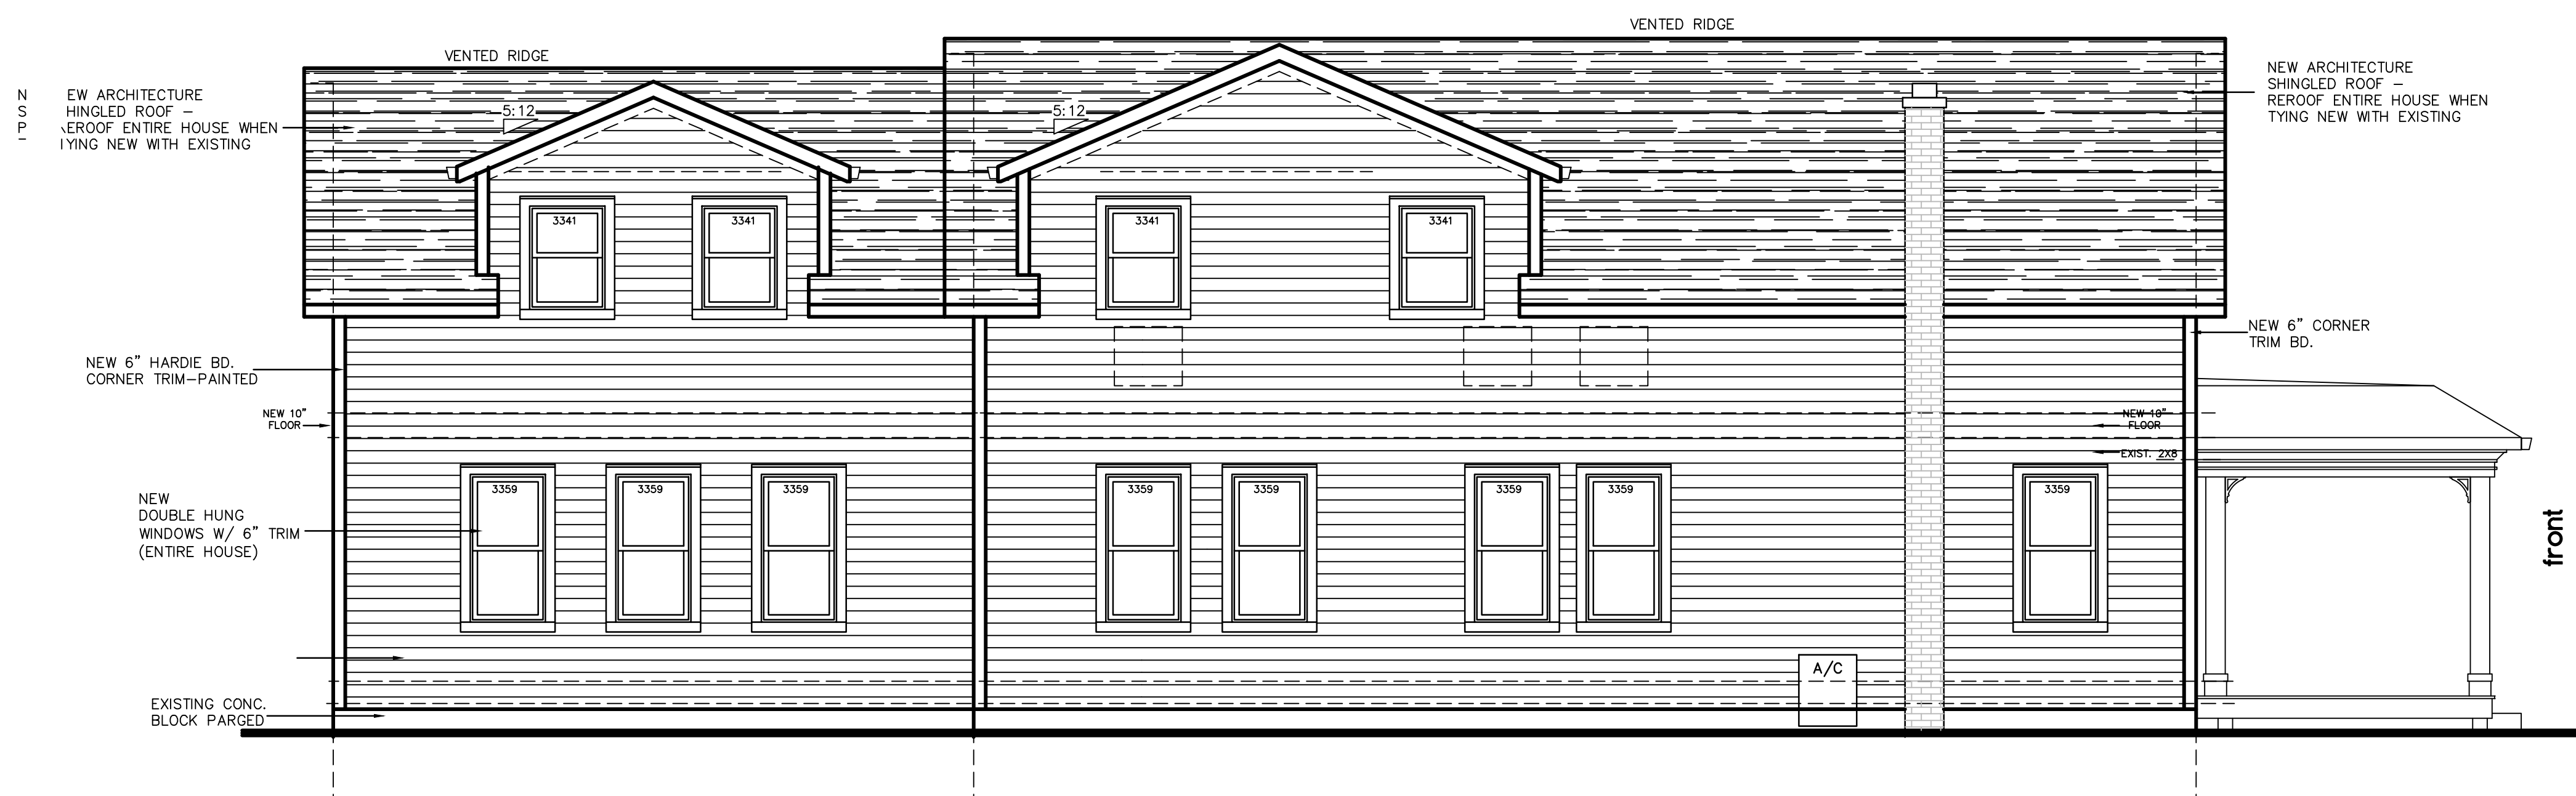 VENTED RIDGE
VENTED RIDGE
N EW ARCHITECTURE
S HINGLED ROOF –
P EROOF ENTIRE HOUSE WHEN
– YING NEW WITH EXISTING
5:12
5:12
NEW ARCHITECTURE
SHINGLED ROOF –
REROOF ENTIRE HOUSE WHEN
TYING NEW WITH EXISTING
3341
3341
3341
3341
NEW 6" CORNER
TRIM BD.
NEW 6" HARDIE BD.
CORNER TRIM–PAINTED
NEW 10"
FLOOR
NEW 10"
FLOOR
EXIST. 2X8
3359
3359
3359
3359
3359
3359
3359
3359
NEW
DOUBLE HUNG
WINDOWS W/ 6" TRIM
(ENTIRE HOUSE)
front
A/C
EXISTING CONC.
BLOCK PARGED